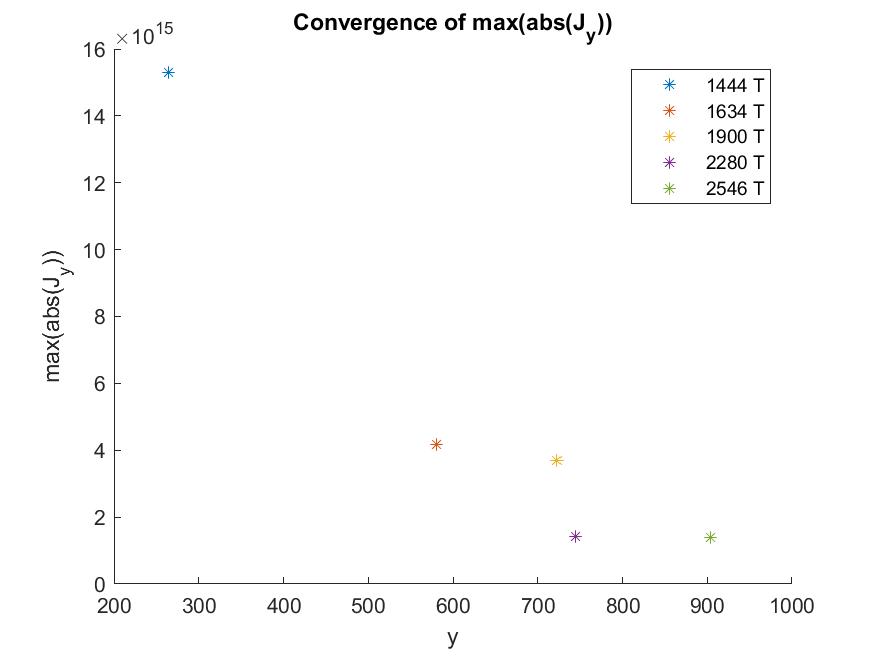 Convergence of max(abs(J_y))
×10^15
16
14
12
10
8
6
4
2
0
max(abs(J_y))
1444 T
1634 T
1900 T
2280 T
2546 T
200 300 400 500 600 700 800 900 1000
y